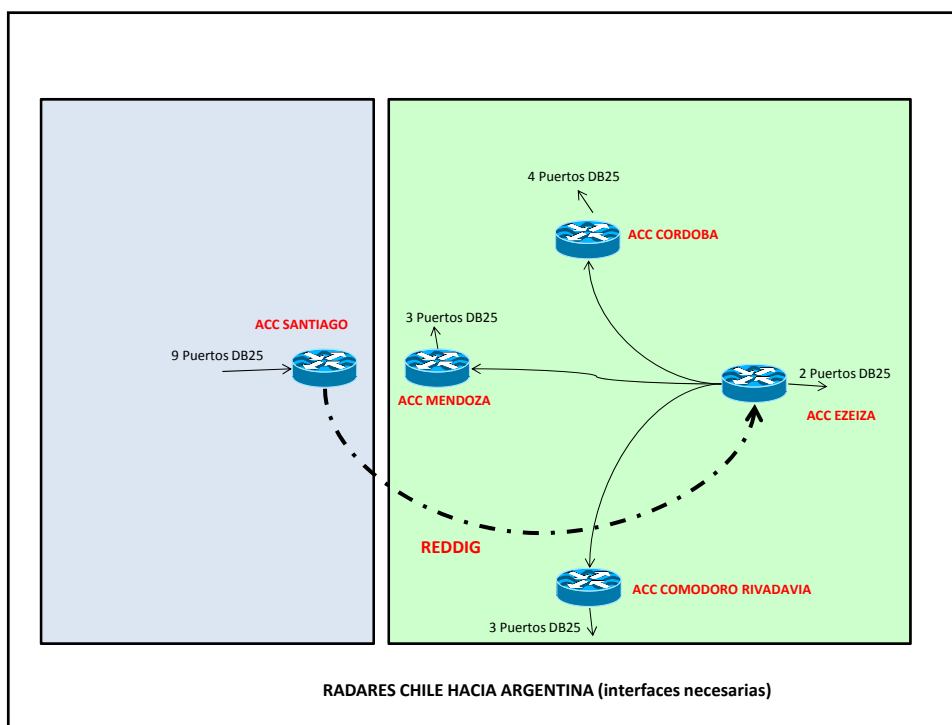 4 Puertos DB25
ACC CORDOBA
ACC SANTIAGO
3 Puertos DB25
9 Puertos DB25
2 Puertos DB25
ACC MENDOZA
ACC EZEIZA
REDDIG
ACC COMODORO RIVADAVIA
3 Puertos DB25
RADARES CHILE HACIA ARGENTINA (interfaces necesarias)